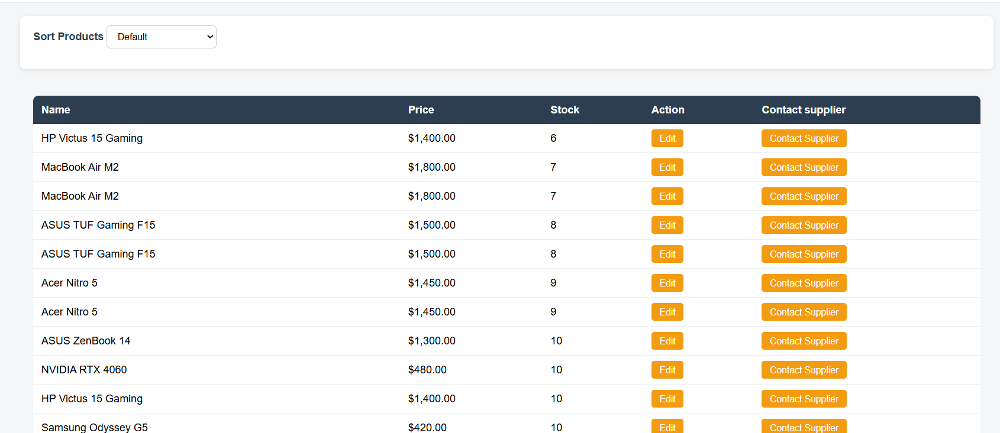 Sort Products Default
Name Price Stock Action Contact supplier
HP Victus 15 Gaming $1,400.00 6 Edit Contact Supplier
MacBook Air M2 $1,800.00 7 Edit Contact Supplier
MacBook Air M2 $1,800.00 7 Edit Contact Supplier
ASUS TUF Gaming F15 $1,500.00 8 Edit Contact Supplier
ASUS TUF Gaming F15 $1,500.00 8 Edit Contact Supplier
Acer Nitro 5 $1,450.00 9 Edit Contact Supplier
Acer Nitro 5 $1,450.00 9 Edit Contact Supplier
ASUS ZenBook 14 $1,300.00 10 Edit Contact Supplier
NVIDIA RTX 4060 $480.00 10 Edit Contact Supplier
HP Victus 15 Gaming $1,400.00 10 Edit Contact Supplier
Samsung Odyssey G5 $420.00 10 Edit Contact Supplier